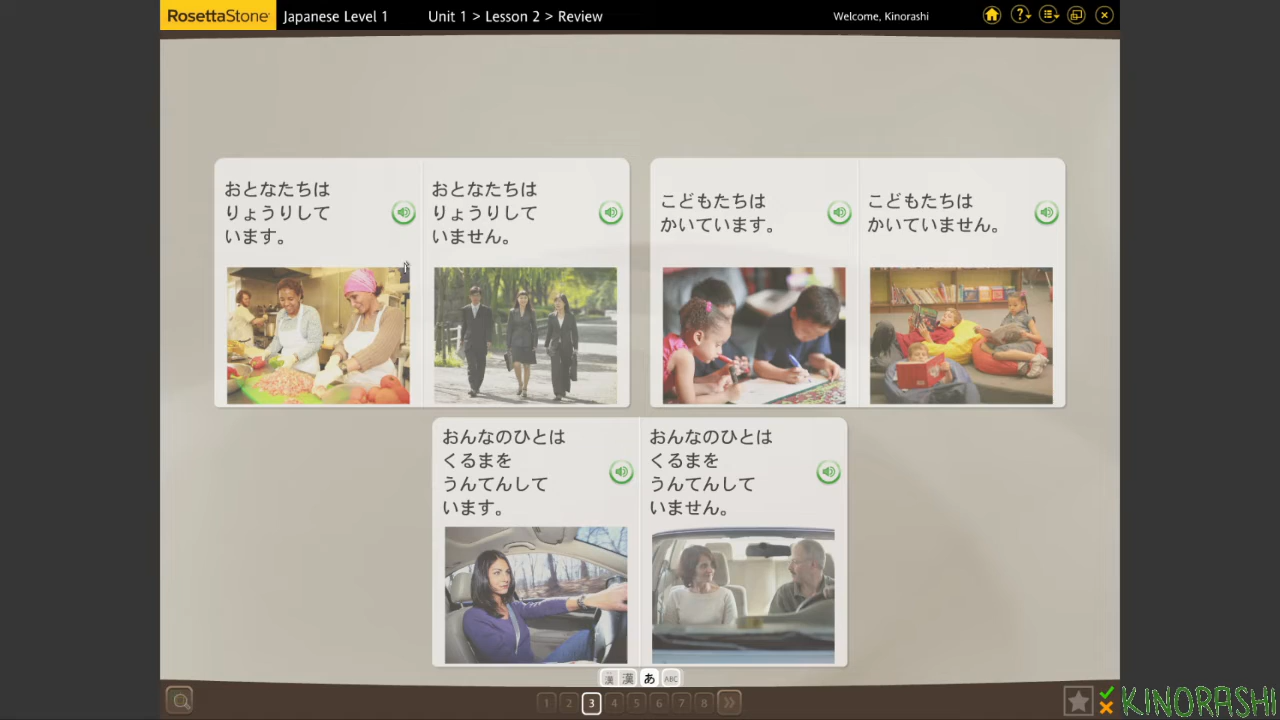 RosettaStone
Japanese Level 1
Unit 1 > Lesson 2 > Review
Welcome, Kinorashi
おとなたちは
りょうりして
います。
おとなたちは
りょうりして
いません。
こどもたちは
かいています。
こどもたちは
かいていません。
おんなのひとは
くるまを
うんてんして
います。
おんなのひとは
くるまを
うんてんして
いません。
漢 漢 あ ABC
1 2 3 4 5 6 7 8
KINORASHI